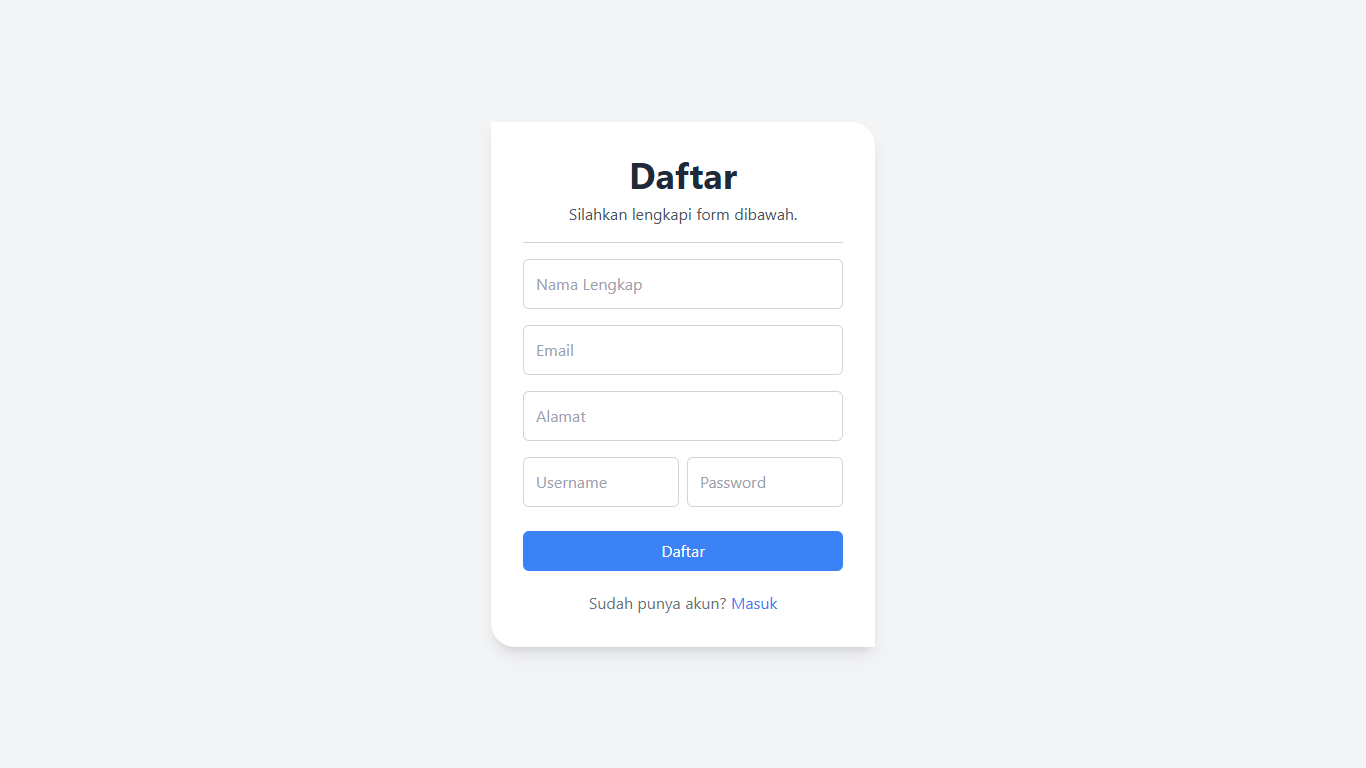 Daftar
Silahkan lengkapi form dibawah.
Nama Lengkap
Email
Alamat
Username Password
Daftar
Sudah punya akun? Masuk